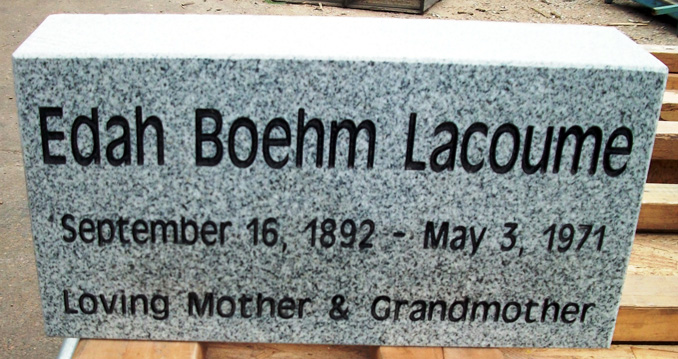 Edah Boehm Lacoume
September 16, 1892 - May 3, 1971
Loving Mother & Grandmother